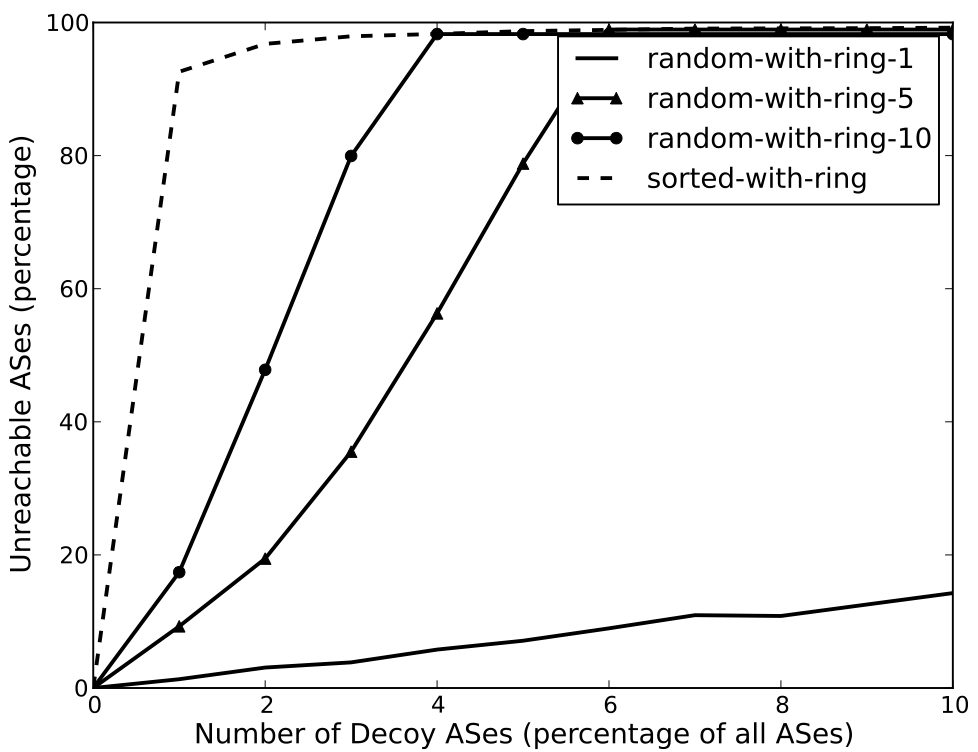 100
80
60
40
20
0
Unreachable ASes (percentage)
random-with-ring-1
random-with-ring-5
random-with-ring-10
sorted-with-ring
0 2 4 6 8 10
Number of Decoy ASes (percentage of all ASes)